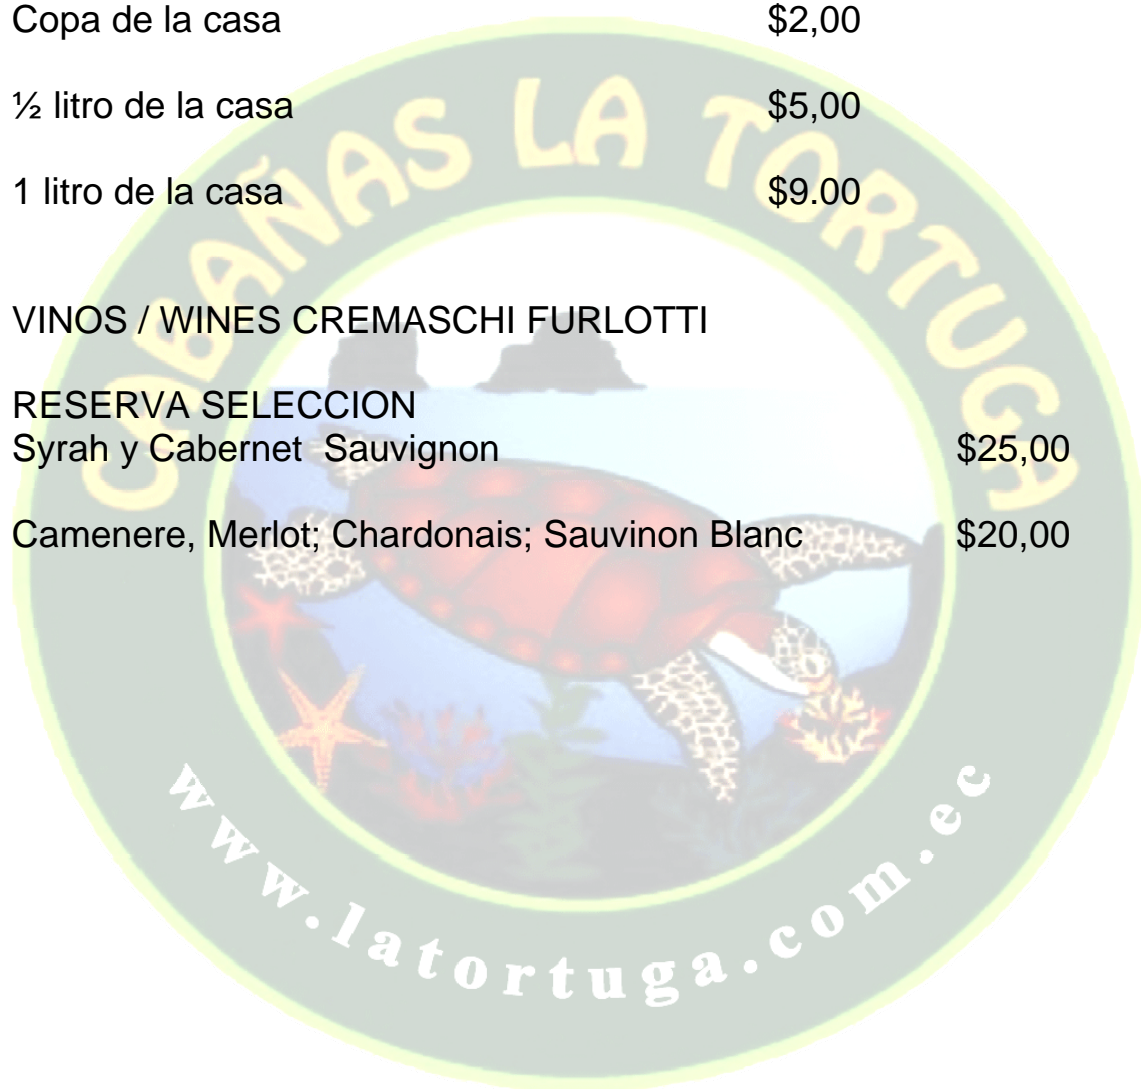 Copa de la casa $2,00
½ litro de la casa $5,00
1 litro de la casa $9.00
VINOS / WINES CREMASCHI FURLOTTI
RESERVA SELECCION
Syrah y Cabernet Sauvignon $25,00
Camenere, Merlot; Chardonais; Sauvinon Blanc $20,00
CABAÑAS LA TORTUGA
www.latortuga.com.ec